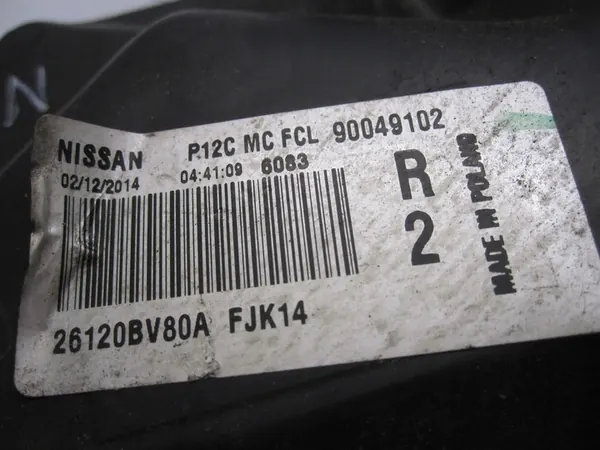 N
NISSAN P12C MC FCL 90049102
02/12/2014 04:41:09 6083
R
2
26120BV80A FJK14
MADE IN POLAND